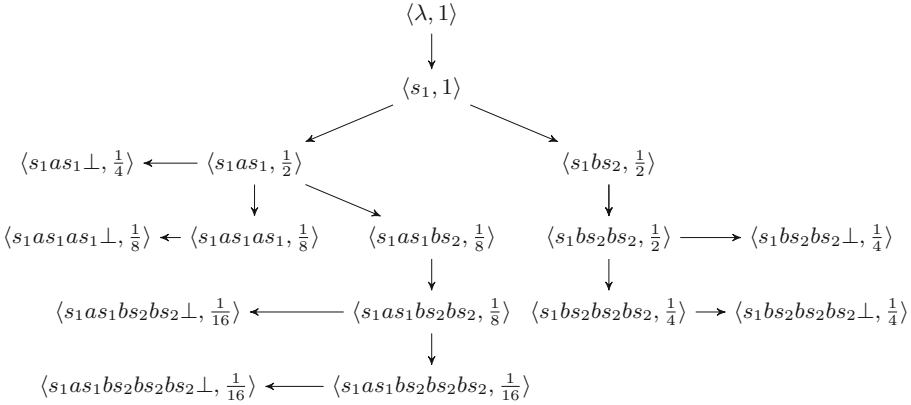 ⟨λ, 1⟩
⟨s₁, 1⟩
⟨s₁as₁⊥, 1/4⟩ ⟨s₁as₁, 1/2⟩ ⟨s₁bs₂, 1/2⟩
⟨s₁as₁as₁⊥, 1/8⟩ ⟨s₁as₁as₁, 1/8⟩ ⟨s₁as₁bs₂, 1/8⟩ ⟨s₁bs₂bs₂, 1/2⟩ ⟨s₁bs₂bs₂⊥, 1/4⟩
⟨s₁as₁bs₂bs₂⊥, 1/16⟩ ⟨s₁as₁bs₂bs₂, 1/8⟩ ⟨s₁bs₂bs₂bs₂, 1/4⟩ ⟨s₁bs₂bs₂bs₂⊥, 1/4⟩
⟨s₁as₁bs₂bs₂bs₂⊥, 1/16⟩ ⟨s₁as₁bs₂bs₂bs₂, 1/16⟩